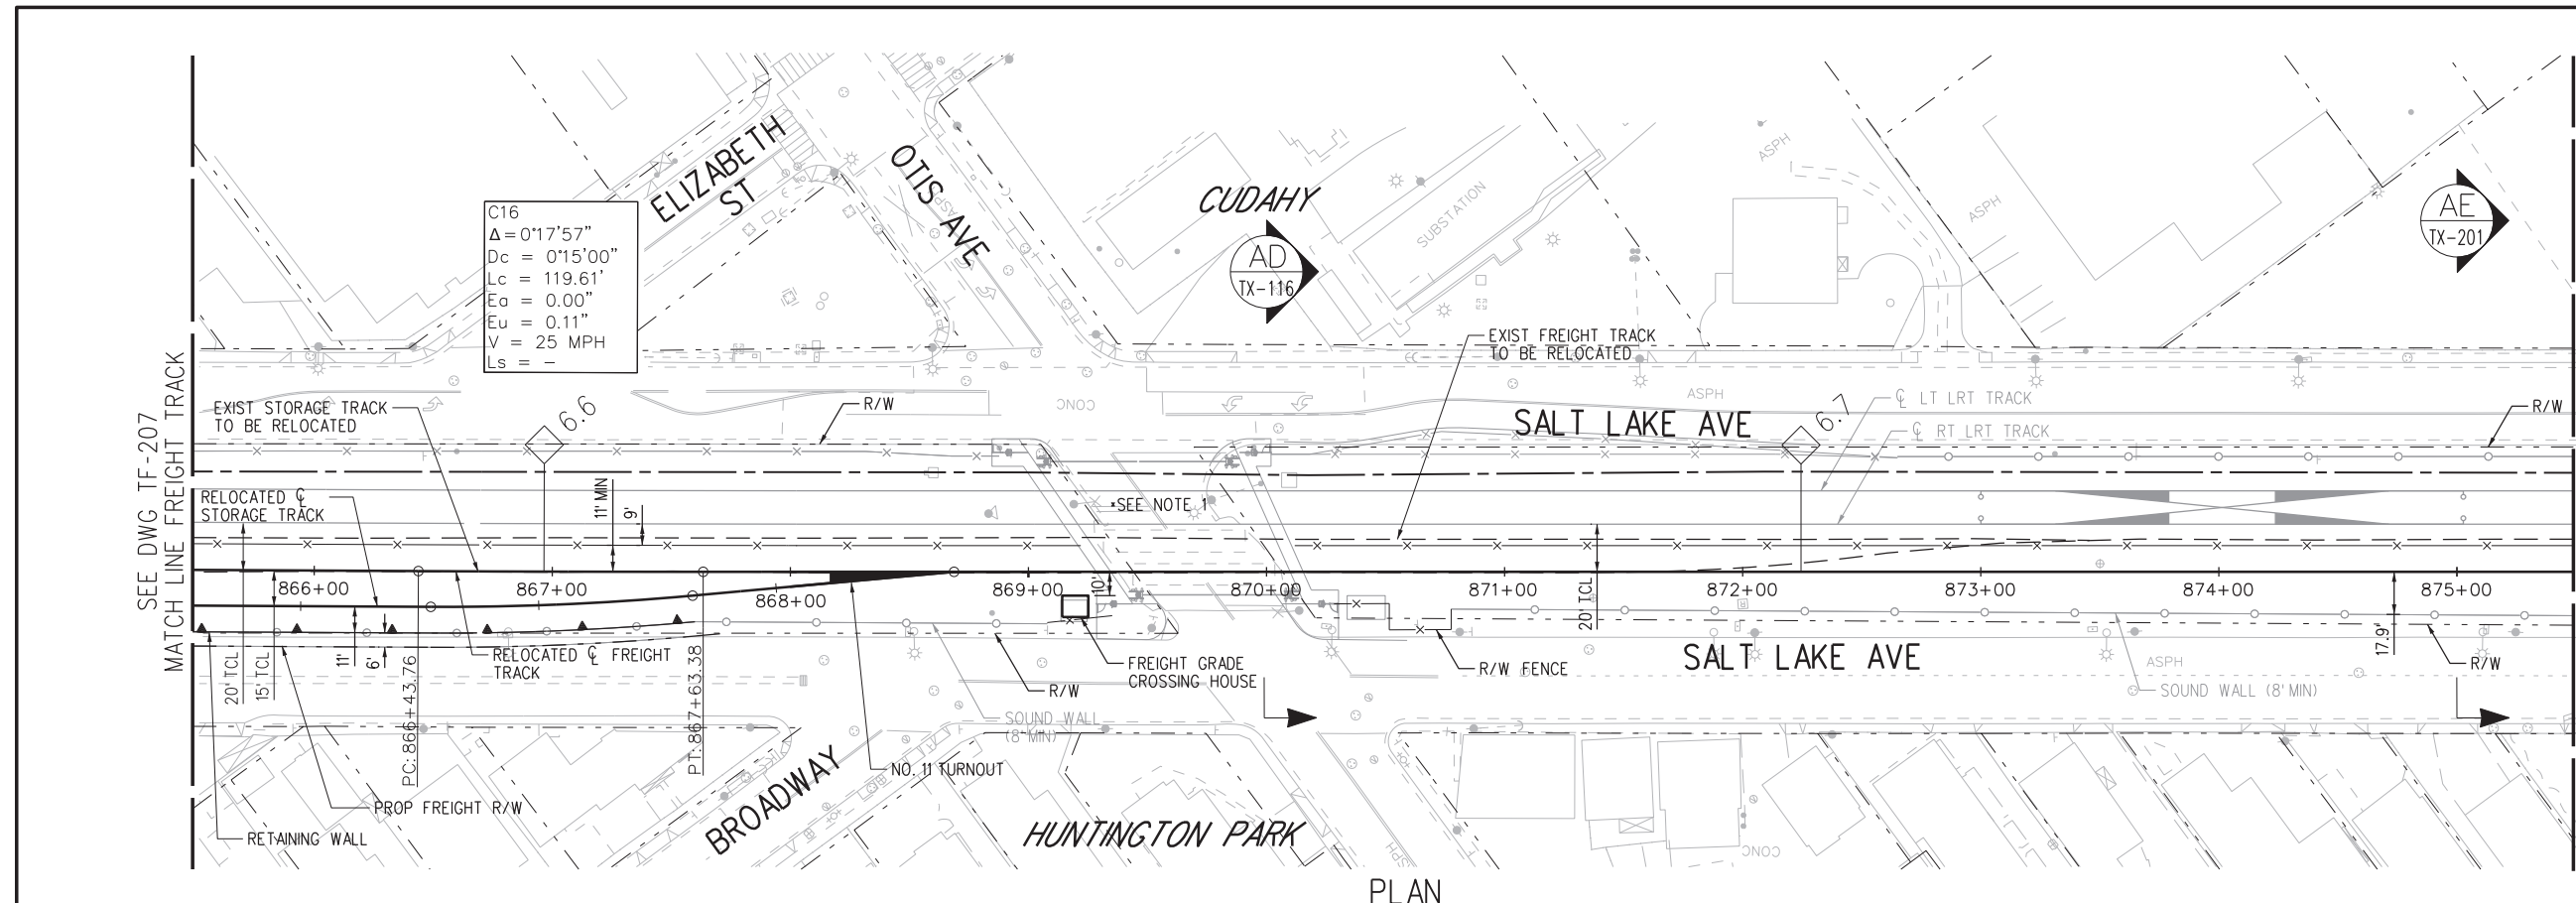 ELIZABETH
ST
OTIS AVE
CUDAHY
AD
TX-116
AE
TX-201
SUBSTATION
ASPH
ASPH
ASPH
C16
Δ=0°17'57"
Dc = 0°15'00"
Lc = 119.61'
Ea = 0.00"
Eu = 0.11"
V = 25 MPH
Ls = -
EXIST FREIGHT TRACK
TO BE RELOCATED
SEE DWG TF-207
MATCH LINE FREIGHT TRACK
EXIST STORAGE TRACK
TO BE RELOCATED
6.6
R/W
CONC
ASPH
SALT LAKE AVE
6.7
℄ LT LRT TRACK
℄ RT LRT TRACK
R/W
RELOCATED ℄
STORAGE TRACK
11' MIN
9'
*SEE NOTE 1
866+00
867+00
868+00
869+00
10'
870+00
871+00
872+00
873+00
874+00
875+00
20' TCL
15' TCL
11'
6'
PC:866+43.76
RELOCATED ℄ FREIGHT
TRACK
PT:867+63.38
FREIGHT GRADE
CROSSING HOUSE
R/W
20' TCL
R/W FENCE
SALT LAKE AVE
17.9'
ASPH
R/W
SOUND WALL (8' MIN)
SOUND WALL
(8' MIN)
NO. 11 TURNOUT
PROP FREIGHT R/W
RETAINING WALL
BROADWAY
HUNTINGTON PARK
ASPH
CONC
PLAN